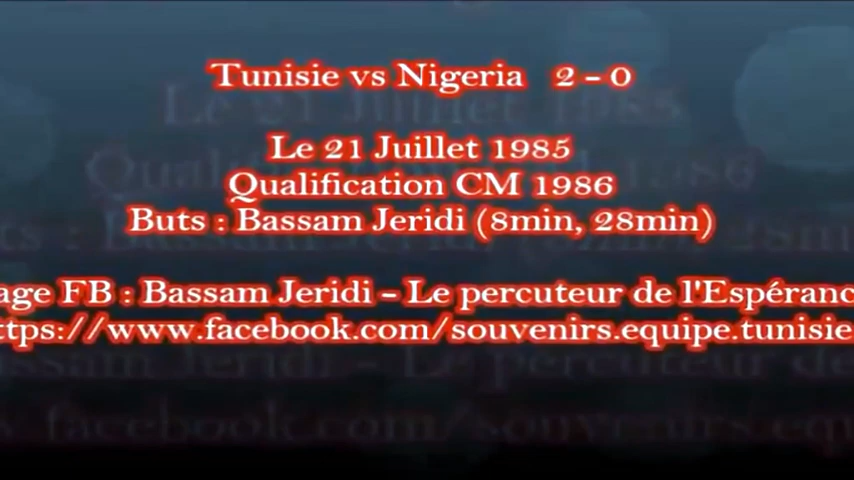 Tunisie vs Nigeria 2 - 0
Le 21 Juillet 1985
Qualification CM 1986
Buts : Bassam Jeridi (8min, 28min)
age FB : Bassam Jeridi - Le percuteur de l'Espéranc
ttps://www.facebook.com/souvenirs.equipe.tunisie